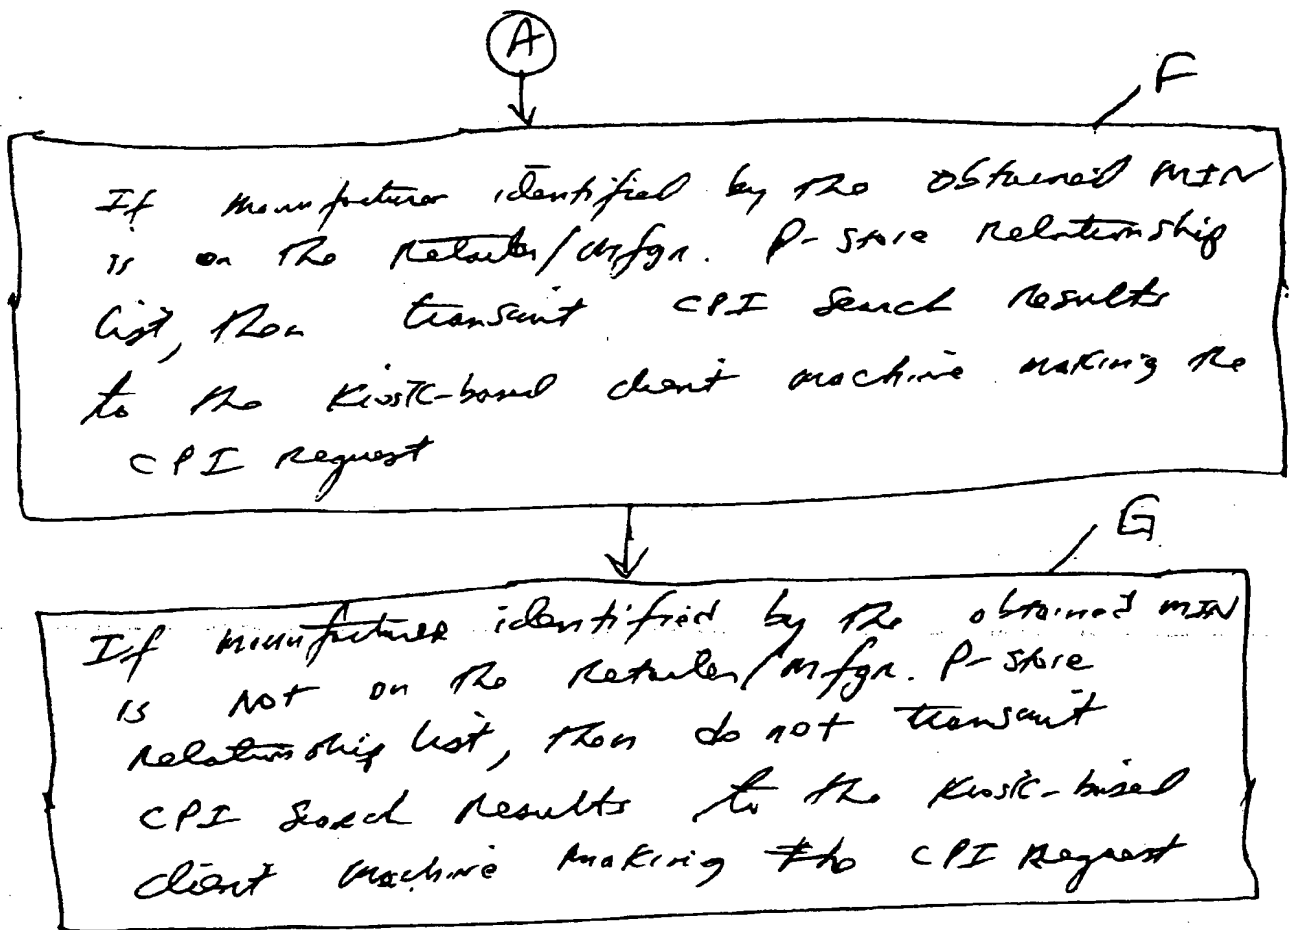 A
F
If manufacturer identified by the obtained MIN
is on the Retailer/Mfgr. P-Store Relationship
list, then transmit CPI Search Results
to the Kiosk-based client machine making the
CPI Request
G
If manufacturer identified by the obtained MIN
is Not on the Retailer/Mfgr. P-Store
Relationship list, then do not transmit
CPI Search Results to the Kiosk-based
client machine making the CPI Request